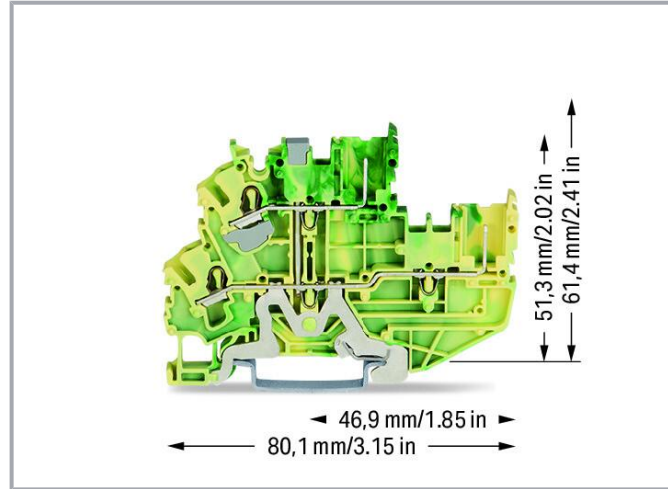 51,3 mm/2.02 in
61,4 mm/2.41 in
46,9 mm/1.85 in
80,1 mm/3.15 in